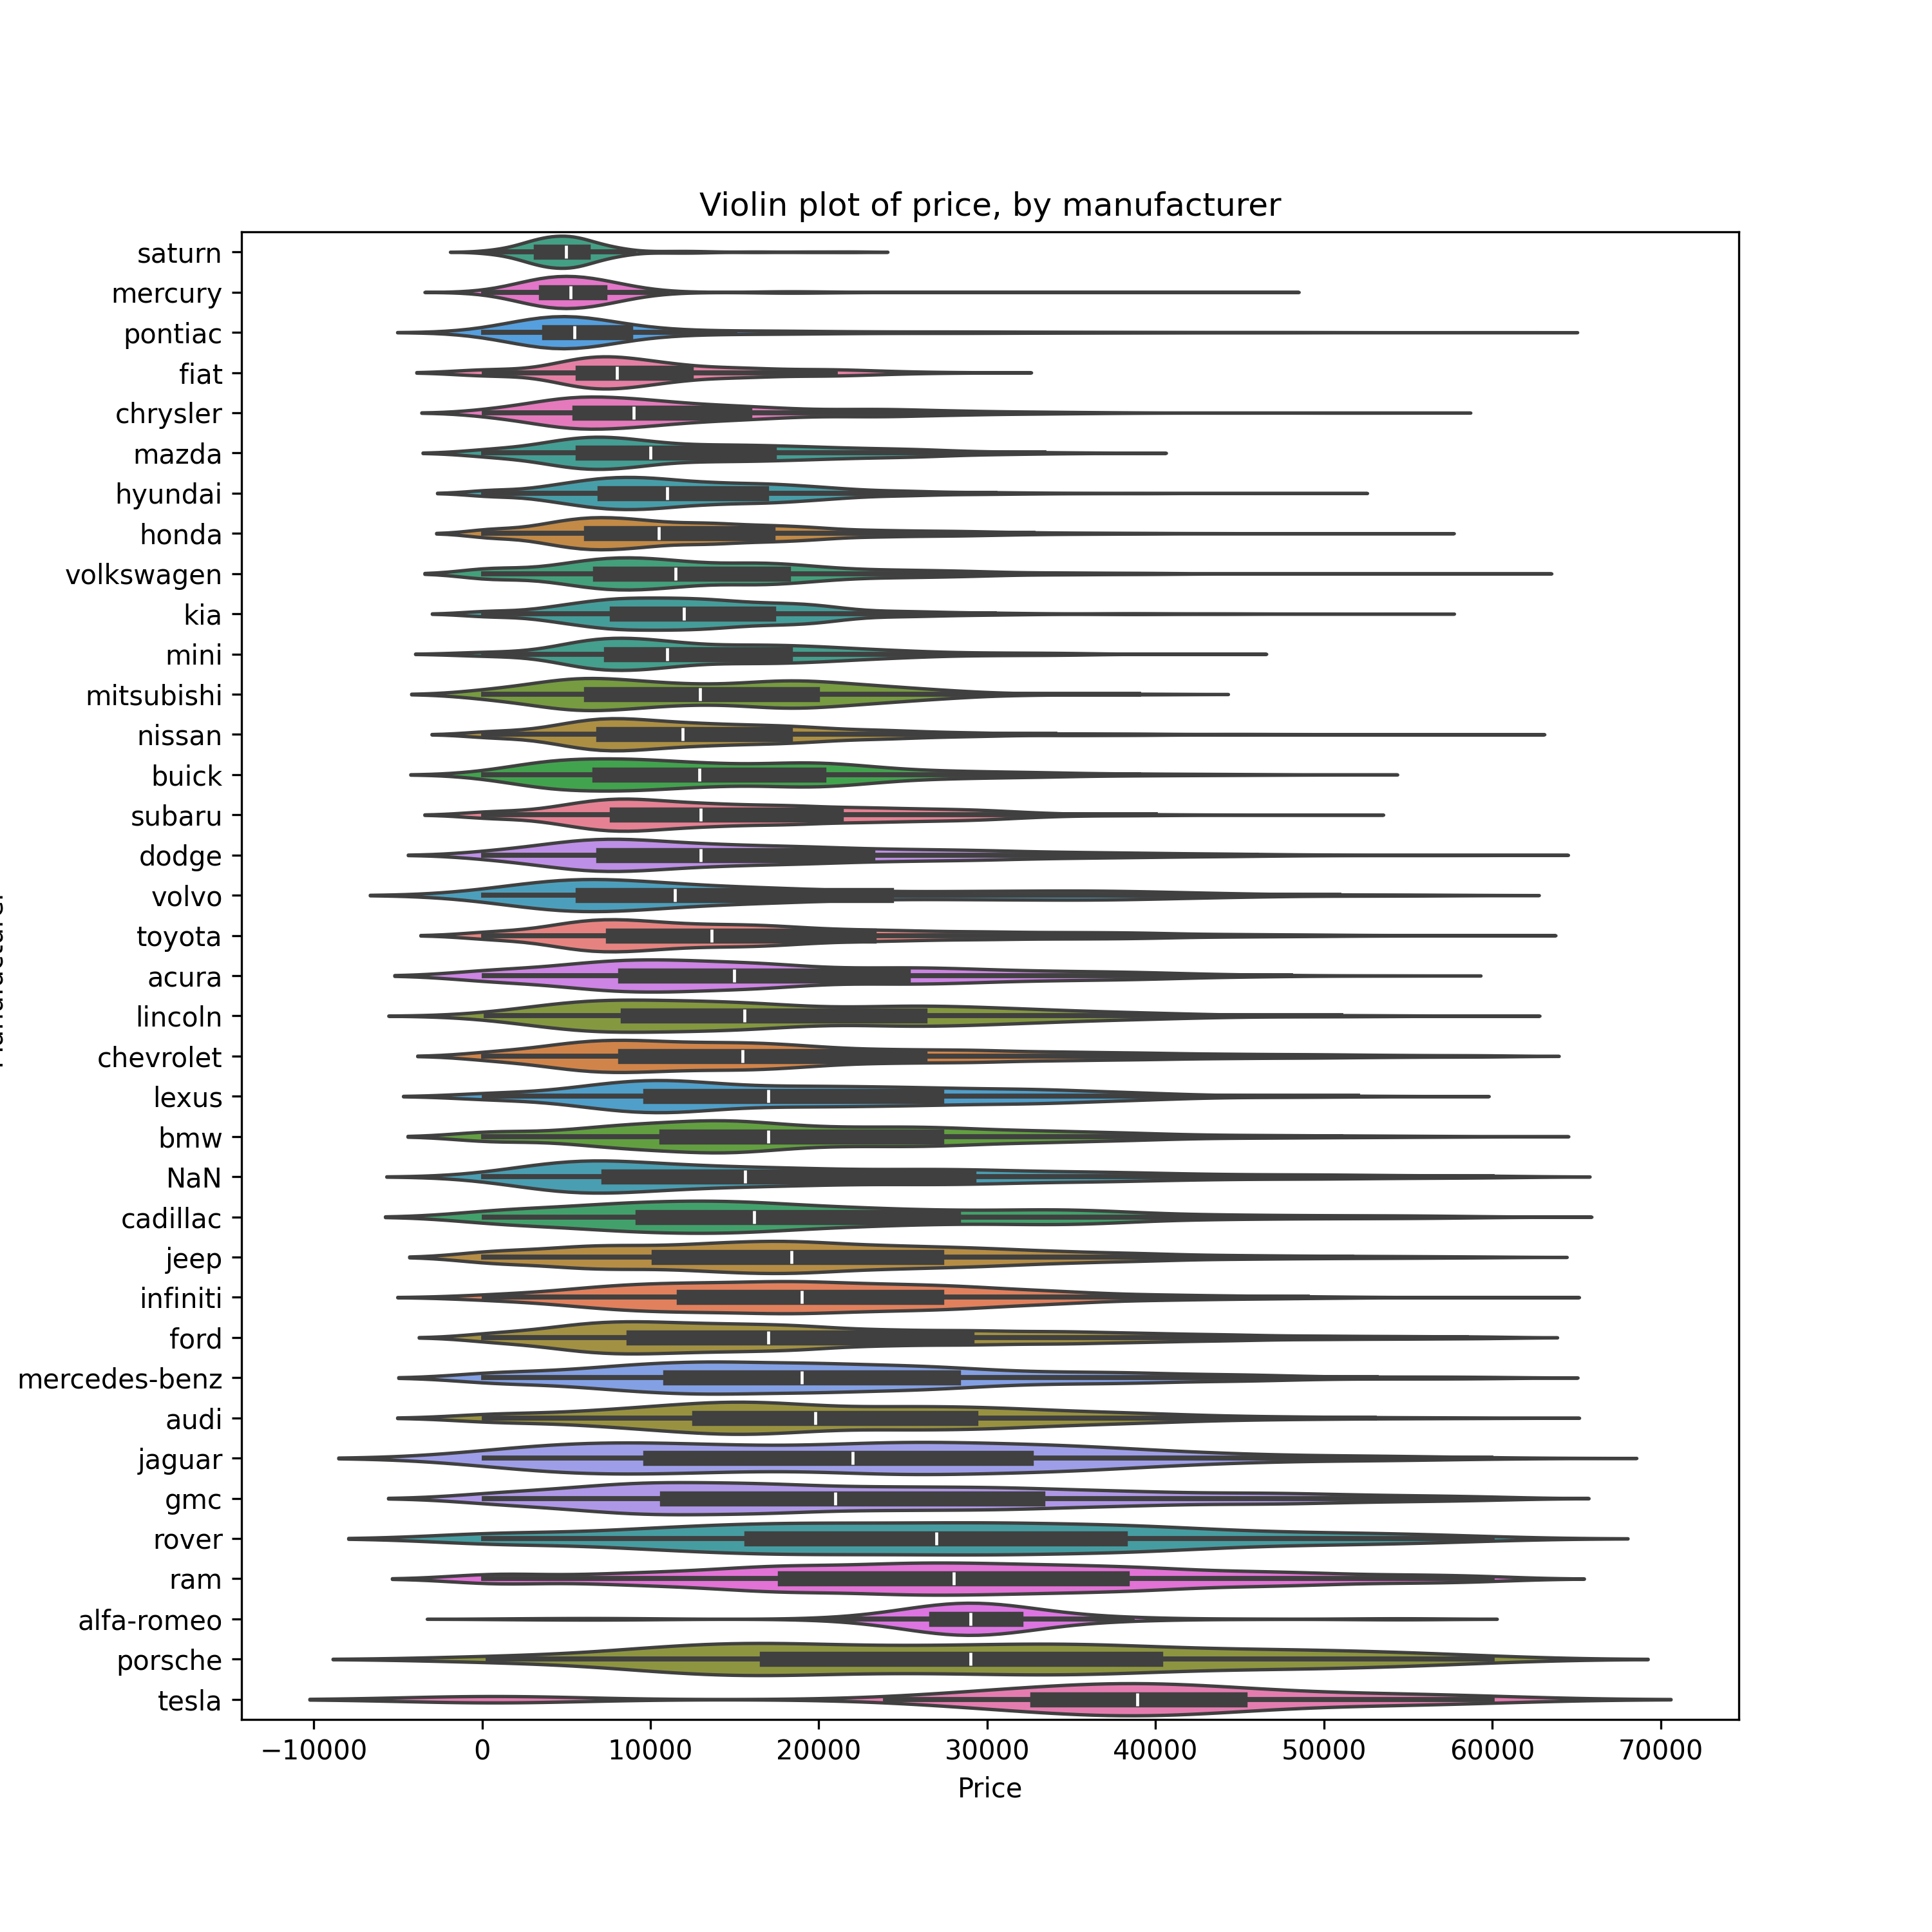 Violin plot of price, by manufacturer
saturn
mercury
pontiac
fiat
chrysler
mazda
hyundai
honda
volkswagen
kia
mini
mitsubishi
nissan
buick
subaru
dodge
volvo
toyota
acura
lincoln
chevrolet
lexus
bmw
NaN
cadillac
jeep
infiniti
ford
mercedes-benz
audi
jaguar
gmc
rover
ram
alfa-romeo
porsche
tesla
−10000 0 10000 20000 30000 40000 50000 60000 70000
Price